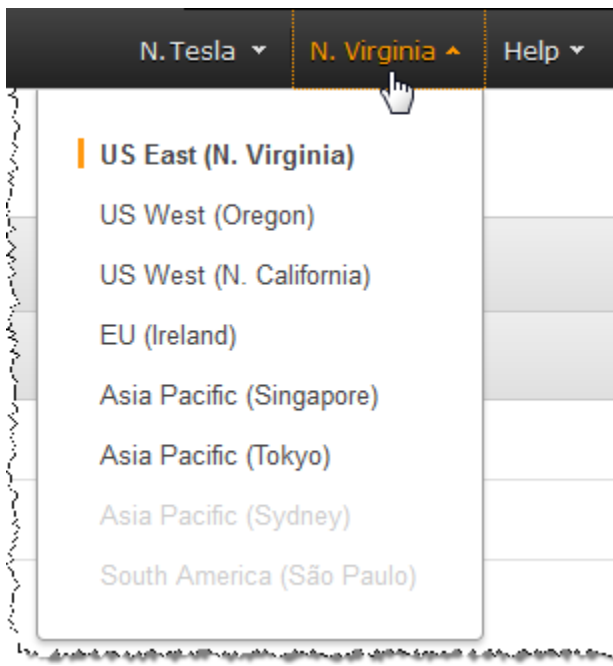 N. Tesla N. Virginia Help
US East (N. Virginia)
US West (Oregon)
US West (N. California)
EU (Ireland)
Asia Pacific (Singapore)
Asia Pacific (Tokyo)
Asia Pacific (Sydney)
South America (São Paulo)